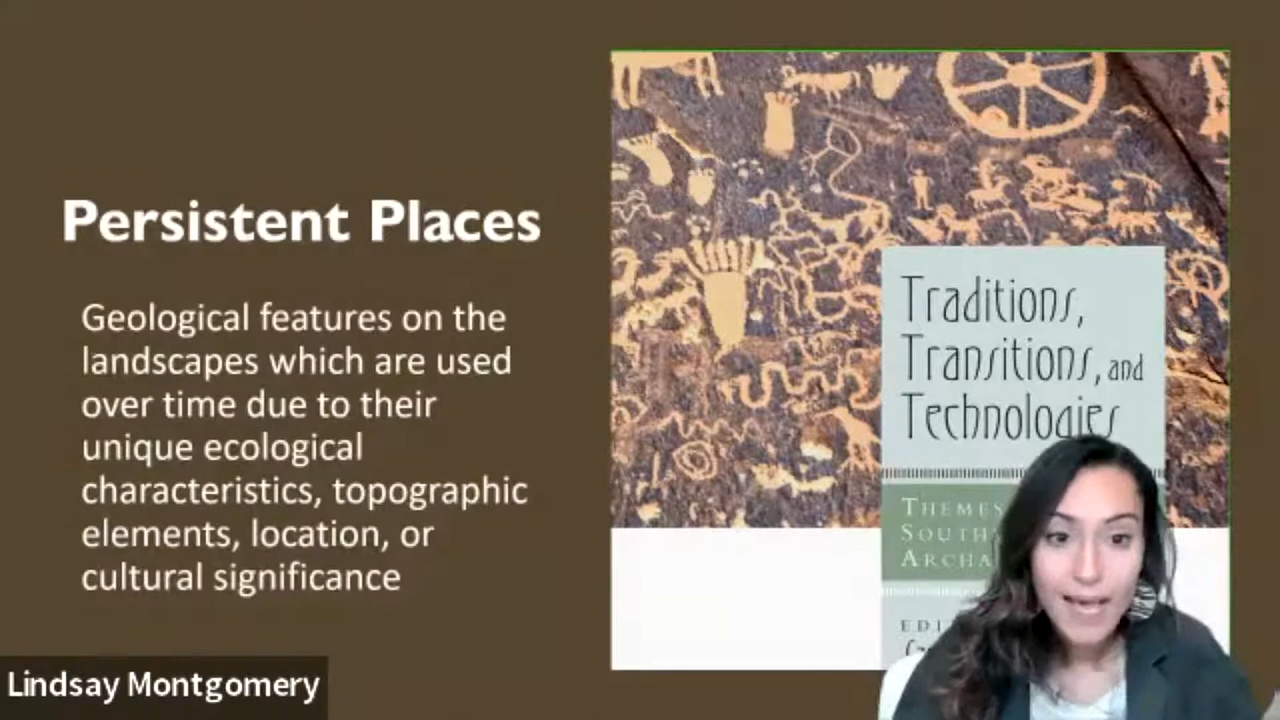 Persistent Places
Geological features on the
landscapes which are used
over time due to their
unique ecological
characteristics, topographic
elements, location, or
cultural significance
Traditions,
Transitions, and
Technologies
THEMES
Lindsay Montgomery